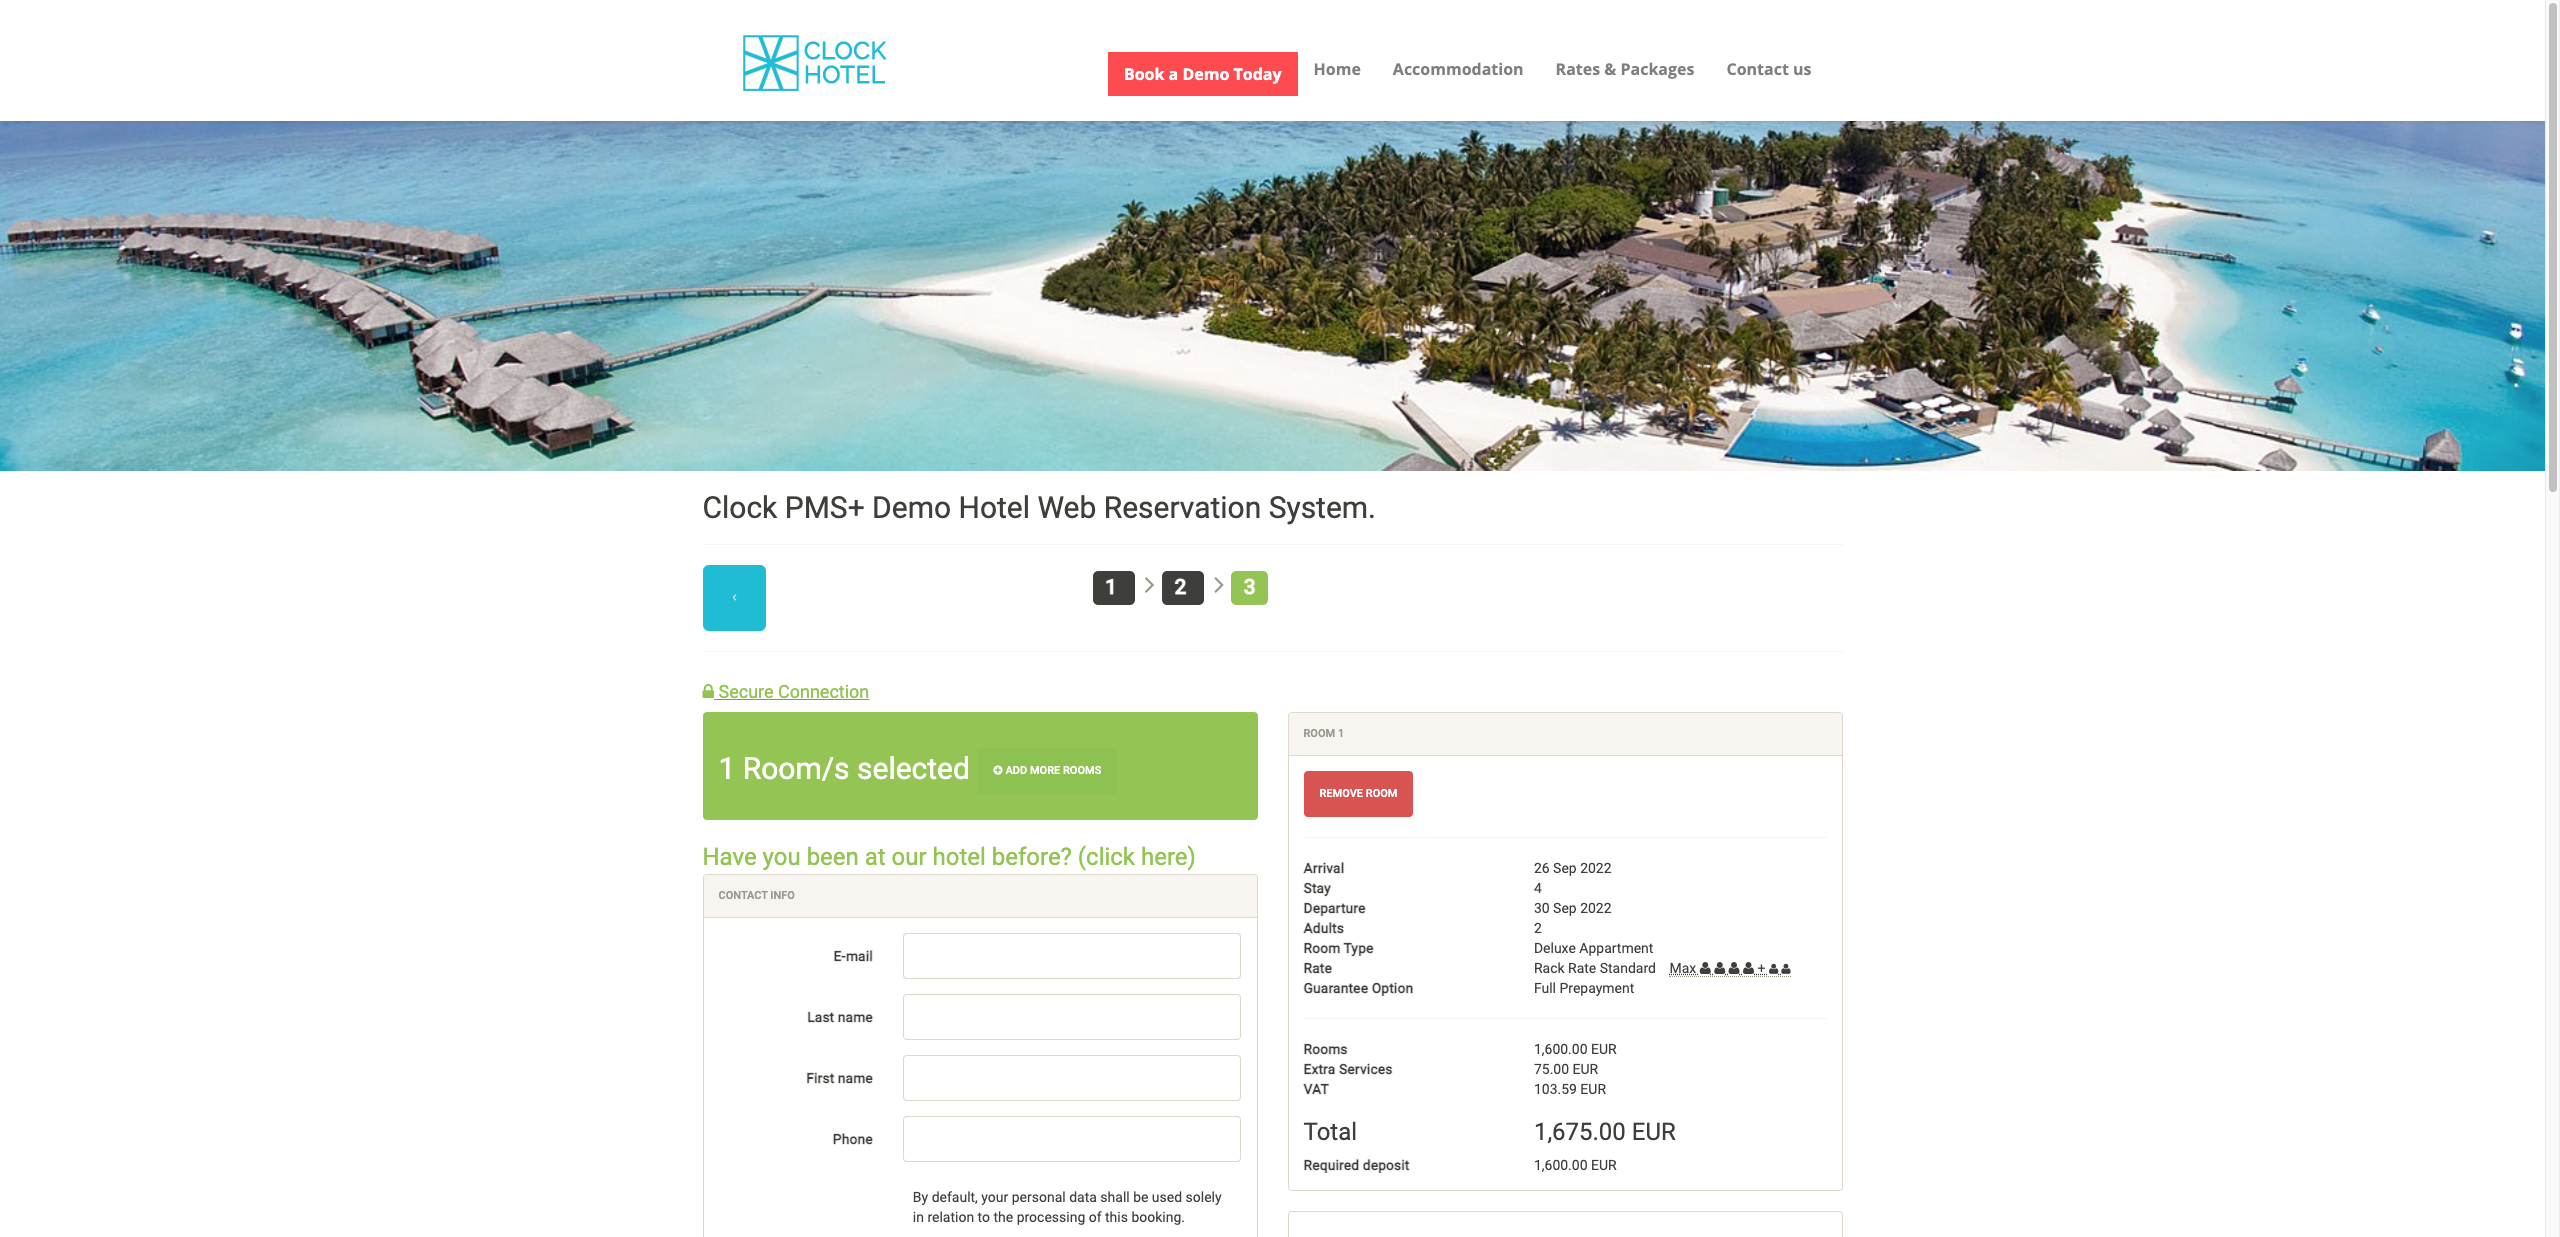 CLOCK
HOTEL
Book a Demo Today
Home
Accommodation
Rates & Packages
Contact us
Clock PMS+ Demo Hotel Web Reservation System.
‹
1 > 2 > 3
Secure Connection
1 Room/s selected
ADD MORE ROOMS
Have you been at our hotel before? (click here)
CONTACT INFO
E-mail
Last name
First name
Phone
By default, your personal data shall be used solely
in relation to the processing of this booking.
ROOM 1
REMOVE ROOM
Arrival 26 Sep 2022
Stay 4
Departure 30 Sep 2022
Adults 2
Room Type Deluxe Appartment
Rate Rack Rate Standard Max +
Guarantee Option Full Prepayment
Rooms 1,600.00 EUR
Extra Services 75.00 EUR
VAT 103.59 EUR
Total 1,675.00 EUR
Required deposit 1,600.00 EUR